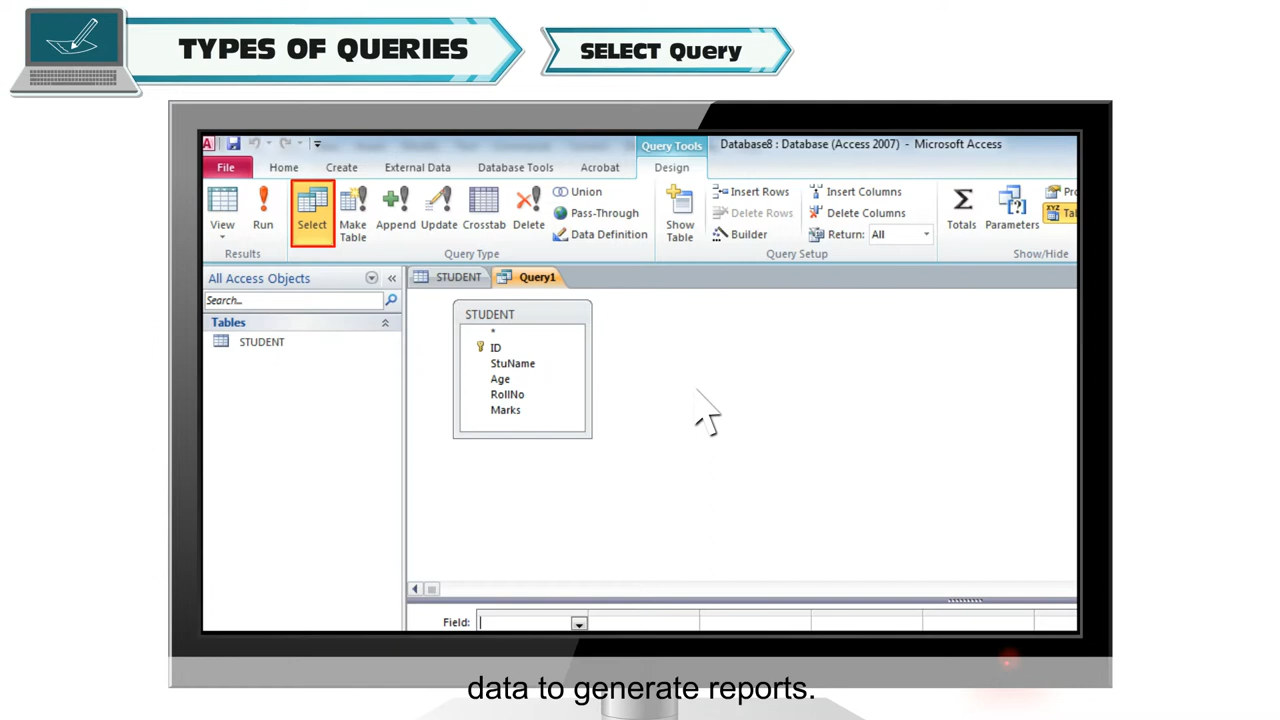 TYPES OF QUERIES
SELECT Query
Query Tools
Database8 : Database (Access 2007) - Microsoft Access
File
Home
Create
External Data
Database Tools
Acrobat
Design
View
Run
Select
Make
Table
Append
Update
Crosstab
Delete
Union
Pass-Through
Data Definition
Show
Table
Insert Rows
Delete Rows
Builder
Insert Columns
Delete Columns
Return: All
Totals
Parameters
Results
Query Type
Query Setup
Show/Hide
All Access Objects
Search...
Tables
STUDENT
STUDENT
Query1
STUDENT
*
ID
StuName
Age
RollNo
Marks
Field:
data to generate reports.